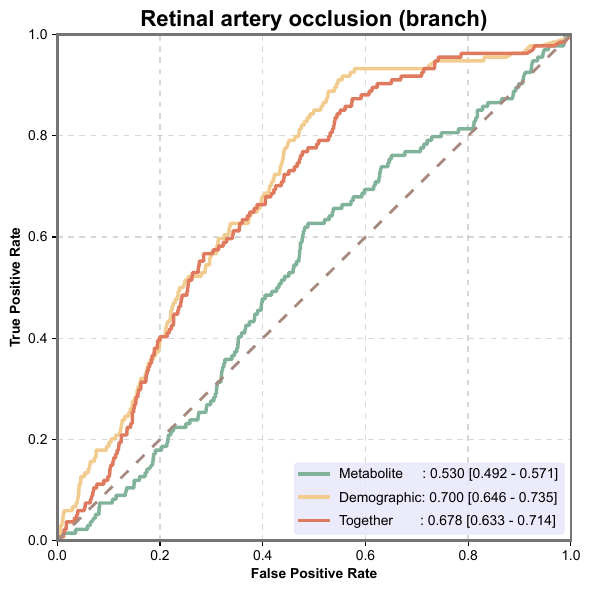 Retinal artery occlusion (branch)
True Positive Rate
1.0
0.8
0.6
0.4
0.2
0.0
Metabolite : 0.530 [0.492 - 0.571]
Demographic: 0.700 [0.646 - 0.735]
Together : 0.678 [0.633 - 0.714]
0.0 0.2 0.4 0.6 0.8 1.0
False Positive Rate